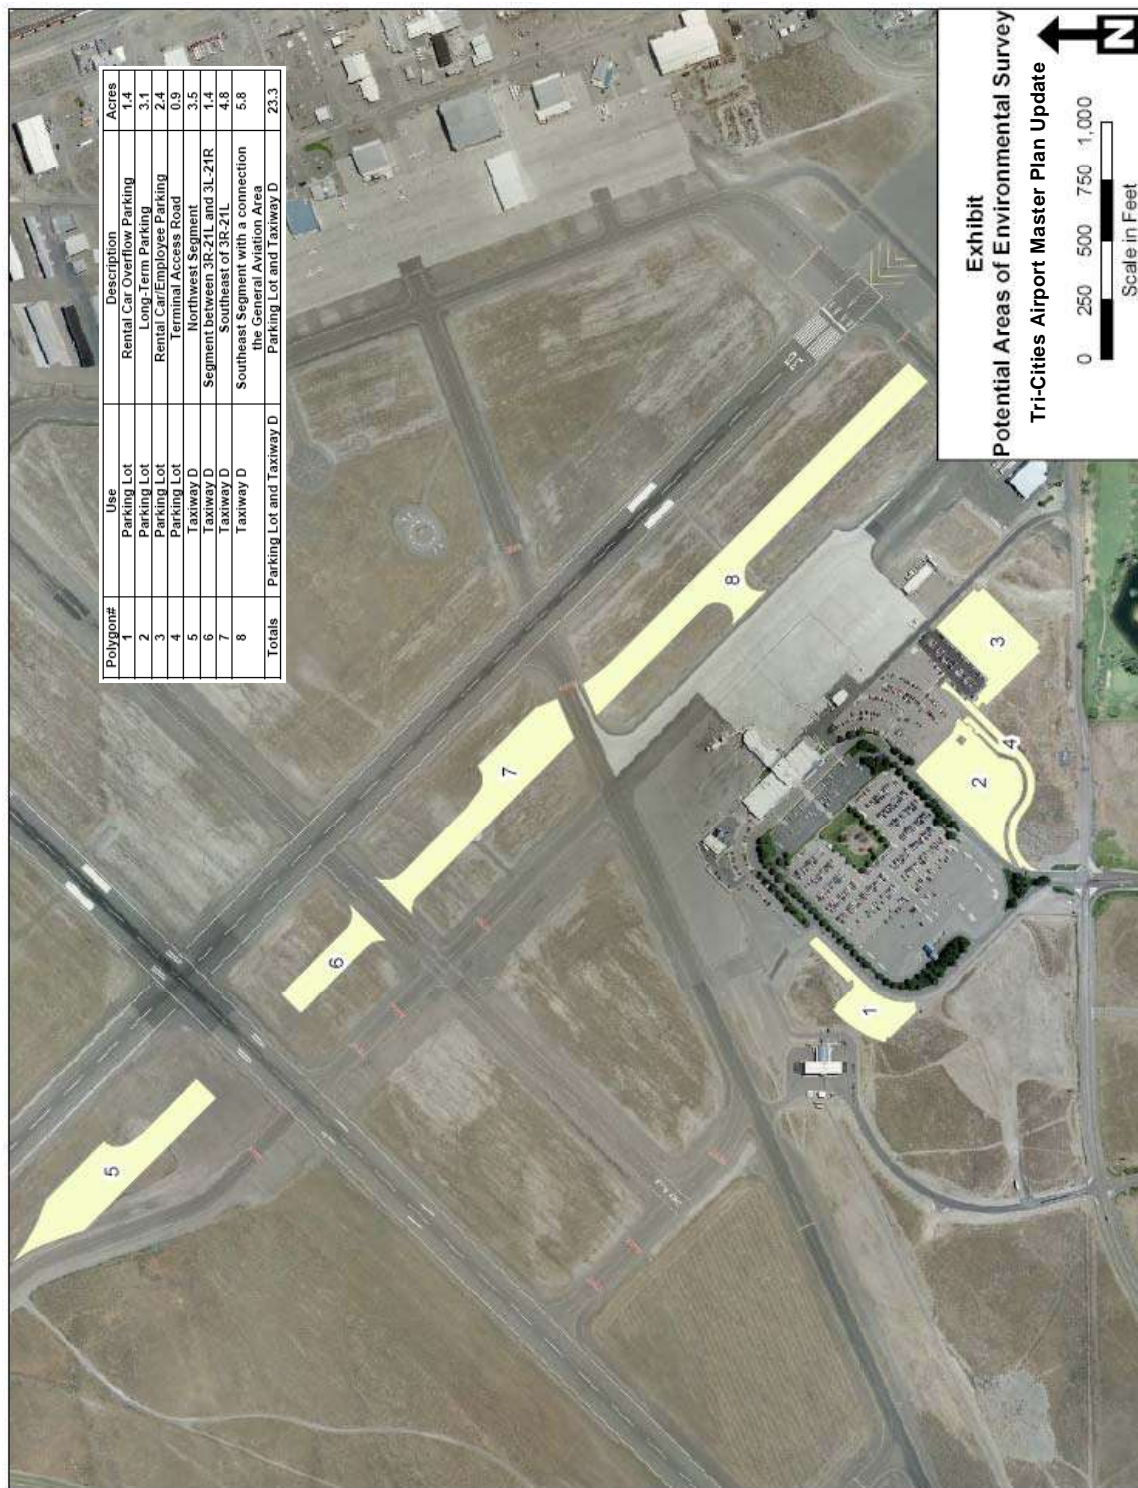 Polygon# Use Description Acres
1 Parking Lot Rental Car Overflow Parking 1.4
2 Parking Lot Long-Term Parking 3.1
3 Parking Lot Rental Car/Employee Parking 2.4
4 Parking Lot Terminal Access Road 0.9
5 Taxiway D Northwest Segment 3.5
6 Taxiway D Segment between 3R-21L and 3L-21R 1.4
7 Taxiway D Southeast of 3R-21L 4.8
8 Taxiway D Southeast Segment with a connection 5.8
the General Aviation Area
Totals Parking Lot and Taxiway D Parking Lot and Taxiway D 23.3
5
6
7
8
1
2
4
3
Exhibit
Potential Areas of Environmental Survey
Tri-Cities Airport Master Plan Update
N
0 250 500 750 1,000
Scale in Feet